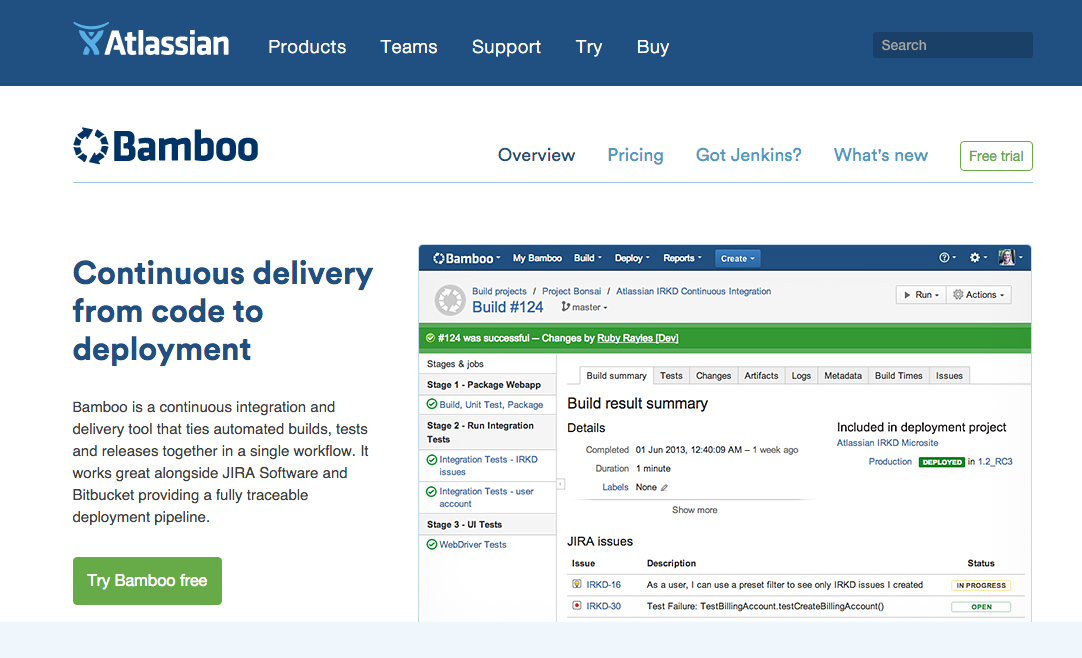 Atlassian Products Teams Support Try Buy Search
Bamboo Overview Pricing Got Jenkins? What's new Free trial
Continuous delivery
from code to
deployment
Bamboo is a continuous integration and
delivery tool that ties automated builds, tests
and releases together in a single workflow. It
works great alongside JIRA Software and
Bitbucket providing a fully traceable
deployment pipeline.
Try Bamboo free
Bamboo My Bamboo Build Deploy Reports Create
Build projects / Project Bonsai / Atlassian IRKD Continuous Integration
Build #124 master
Run Actions
#124 was successful – Changes by Ruby Rayles [Dev]
Stages & jobs
Stage 1 - Package Webapp
Build, Unit Test, Package
Stage 2 - Run Integration
Tests
Integration Tests - IRKD
issues
Integration Tests - user
account
Stage 3 - UI Tests
WebDriver Tests
Build summary Tests Changes Artifacts Logs Metadata Build Times Issues
Build result summary
Details
Completed 01 Jun 2013, 12:40:09 AM – 1 week ago
Duration 1 minute
Labels None
Show more
Included in deployment project
Atlassian IRKD Microsite
Production DEPLOYED in 1.2_RC3
JIRA issues
Issue Description Status
IRKD-16 As a user, I can use a preset filter to see only IRKD issues I created IN PROGRESS
IRKD-30 Test Failure: TestBillingAccount.testCreateBillingAccount() OPEN